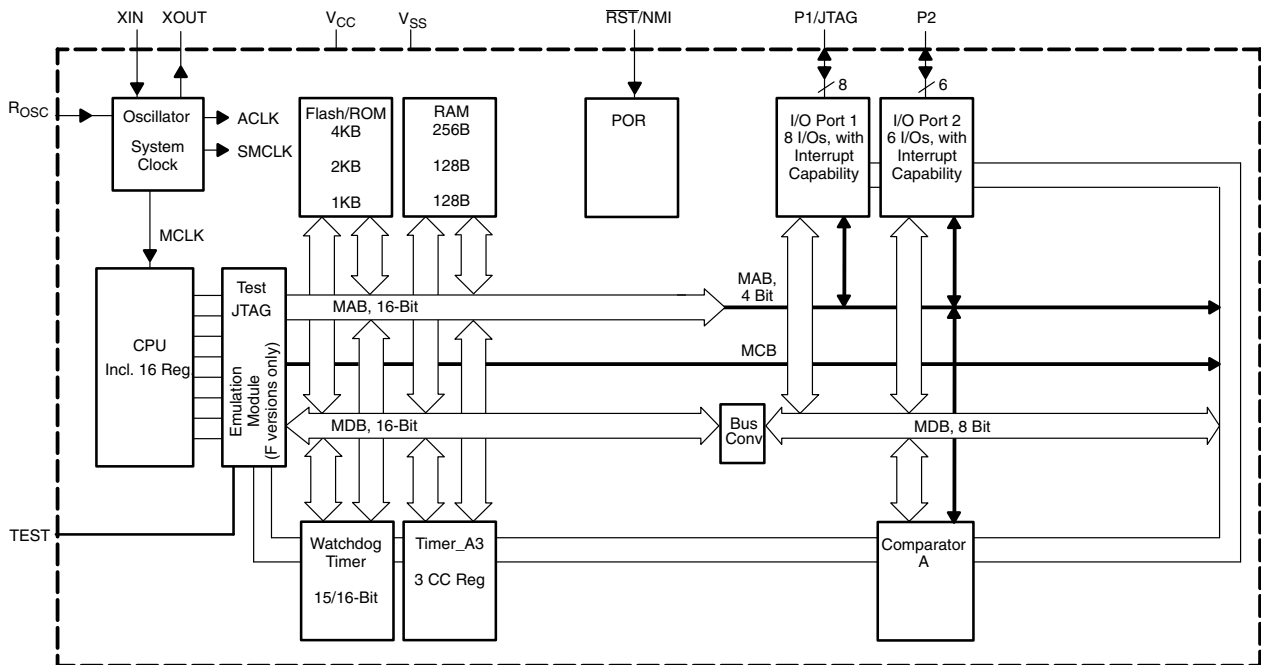 XIN
XOUT
VCC
VSS
RST/NMI
P1/JTAG
P2
8
6
ROSC
Oscillator
System
Clock
ACLK
SMCLK
Flash/ROM
4KB
2KB
1KB
RAM
256B
128B
128B
POR
I/O Port 1
8 I/Os, with
Interrupt
Capability
I/O Port 2
6 I/Os, with
Interrupt
Capability
MCLK
CPU
Incl. 16 Reg.
Test
JTAG
Emulation
Module
(F versions only)
MAB, 16-Bit
MAB,
4 Bit
MCB
MDB, 16-Bit
Bus
Conv
MDB, 8 Bit
TEST
Watchdog
Timer
15/16-Bit
Timer_A3
3 CC Reg
Comparator
A